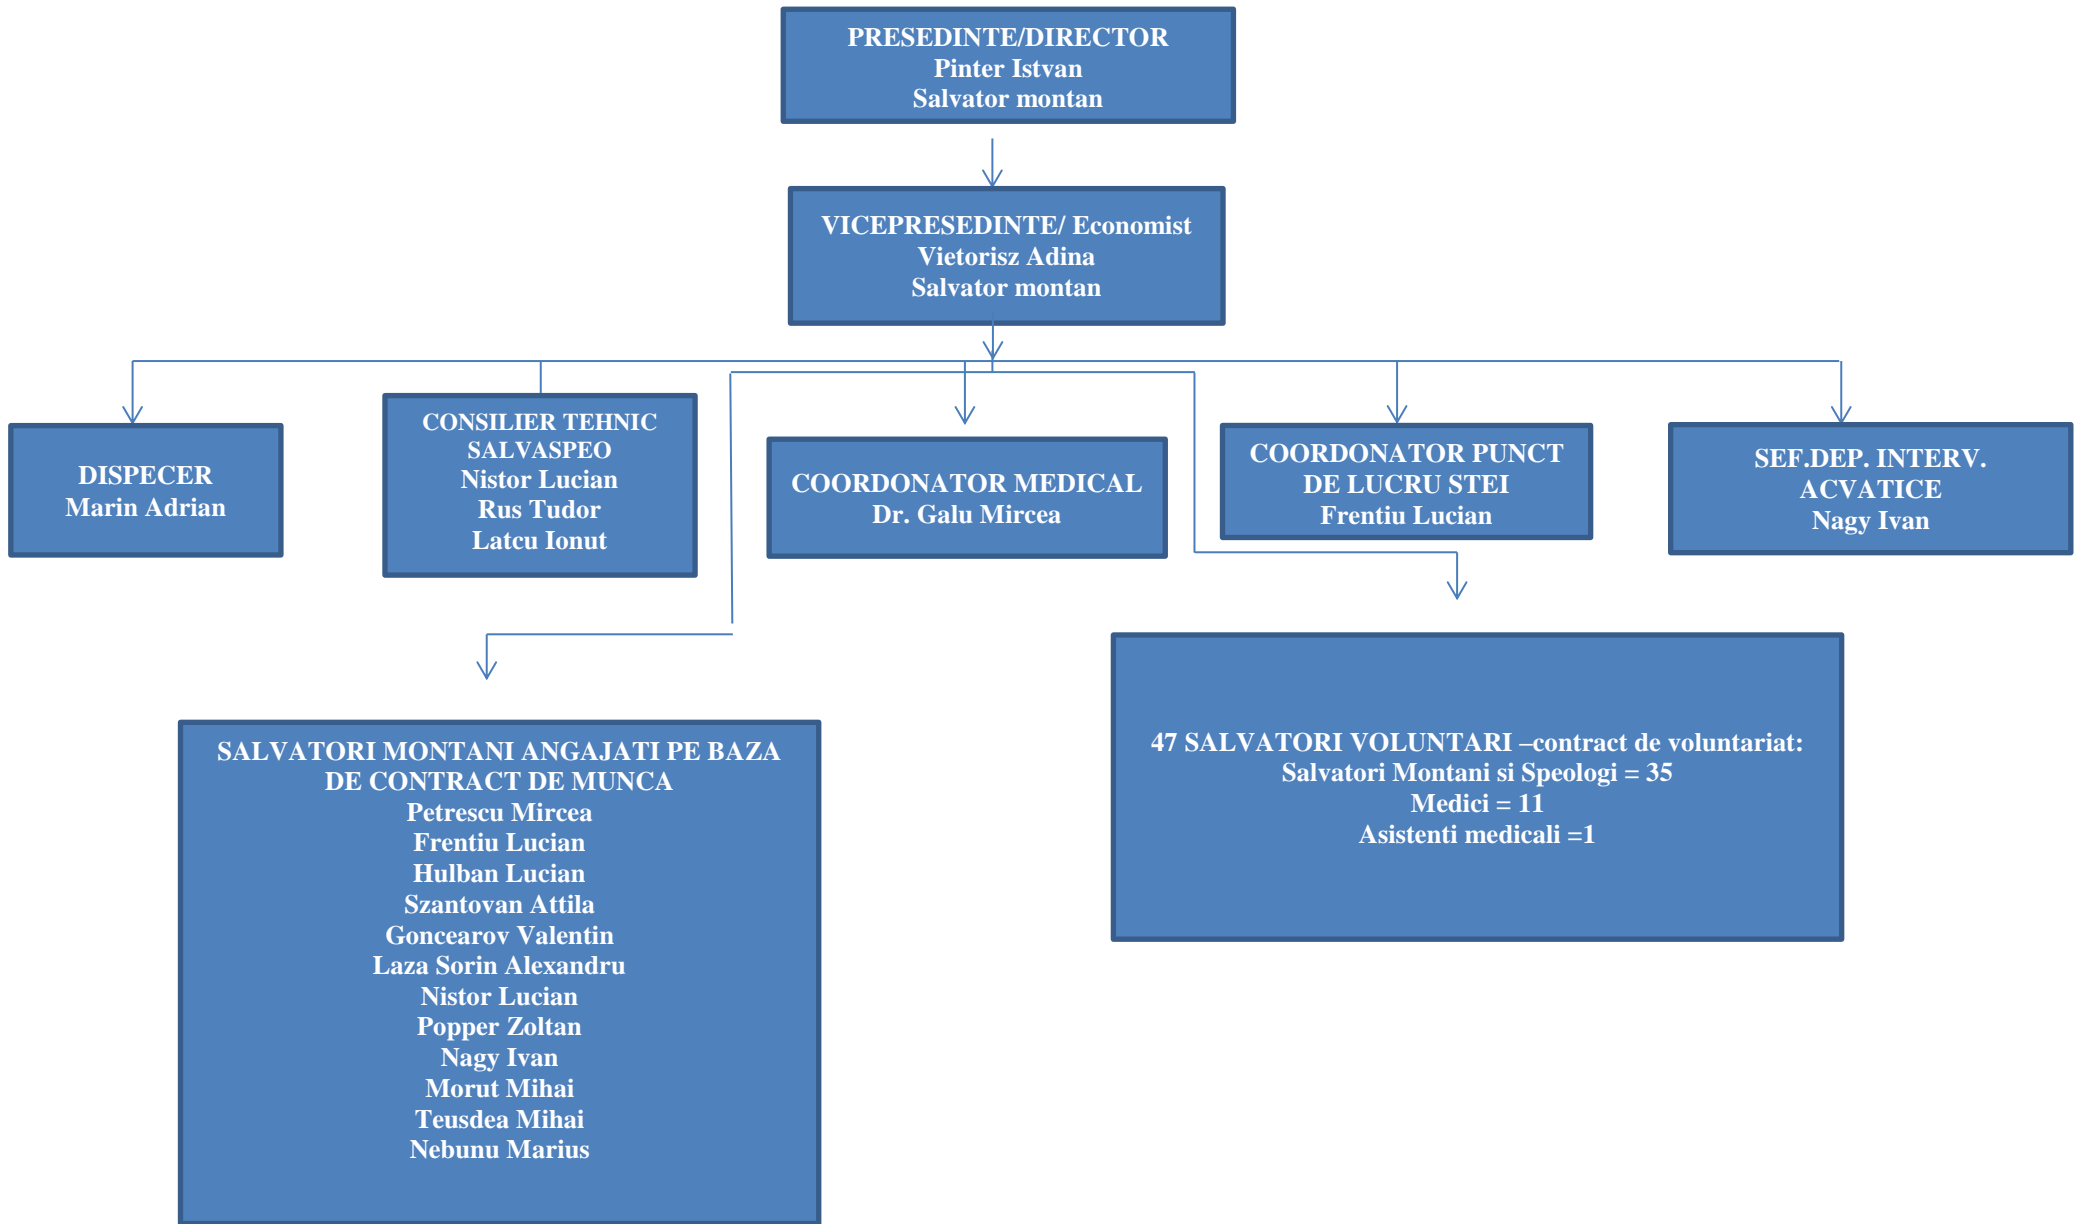 PRESEDINTE/DIRECTOR
Pinter Istvan
Salvator montan
VICEPRESEDINTE/ Economist
Vietorisz Adina
Salvator montan
DISPECER
Marin Adrian
CONSILIER TEHNIC
SALVASPEO
Nistor Lucian
Rus Tudor
Latcu Ionut
COORDONATOR MEDICAL
Dr. Galu Mircea
COORDONATOR PUNCT
DE LUCRU STEI
Frentiu Lucian
SEF.DEP. INTERV.
ACVATICE
Nagy Ivan
SALVATORI MONTANI ANGAJATI PE BAZA
DE CONTRACT DE MUNCA
Petrescu Mircea
Frentiu Lucian
Hulban Lucian
Szantovan Attila
Goncearov Valentin
Laza Sorin Alexandru
Nistor Lucian
Popper Zoltan
Nagy Ivan
Morut Mihai
Teusdea Mihai
Nebunu Marius
47 SALVATORI VOLUNTARI –contract de voluntariat:
Salvatori Montani si Speologi = 35
Medici = 11
Asistenti medicali =1